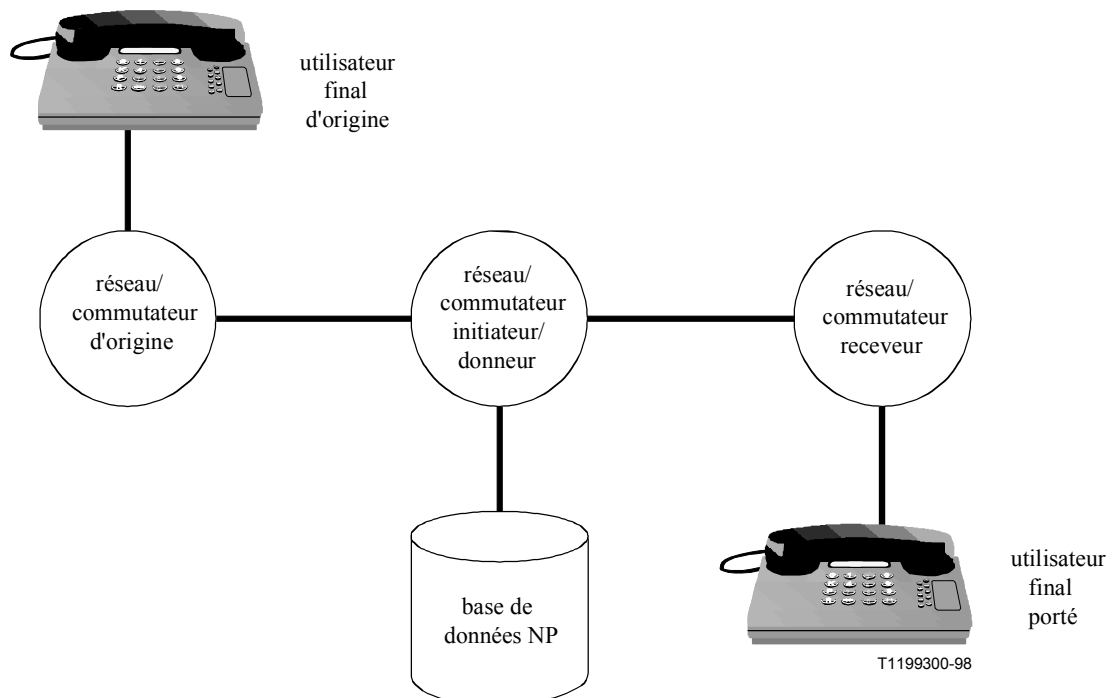 utilisateur
final
d'origine
réseau/
commutateur
d'origine
réseau/
commutateur
initiateur/
donneur
réseau/
commutateur
receveur
base de
données NP
utilisateur
final
porté
T1199300-98